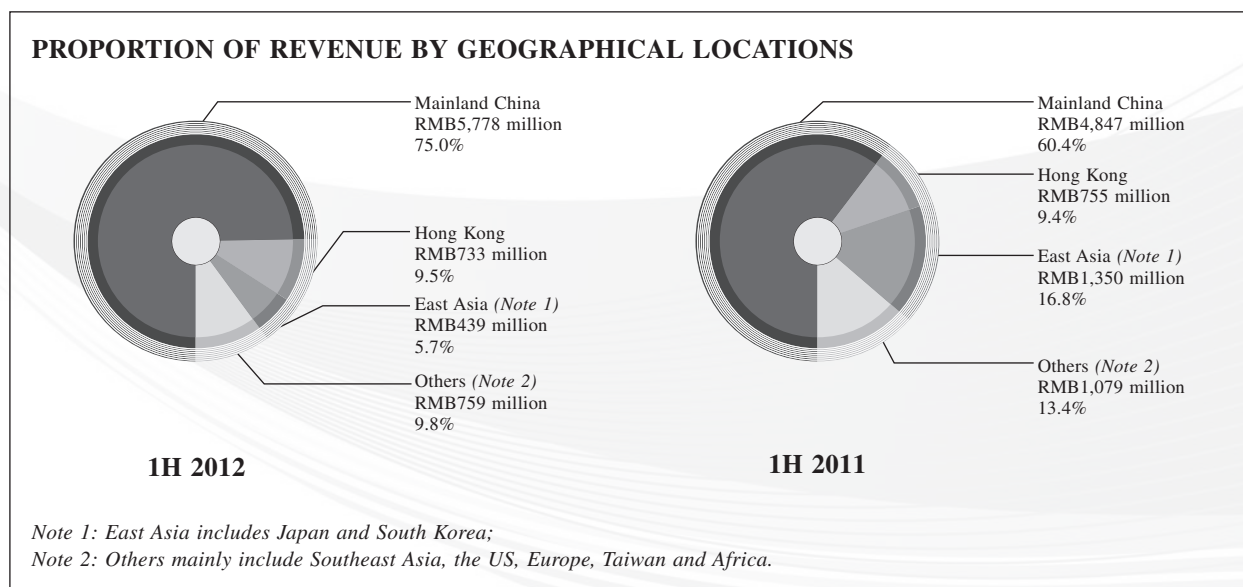 PROPORTION OF REVENUE BY GEOGRAPHICAL LOCATIONS
Mainland China
RMB5,778 million
75.0%
Hong Kong
RMB733 million
9.5%
East Asia (Note 1)
RMB439 million
5.7%
Others (Note 2)
RMB759 million
9.8%
1H 2012
Mainland China
RMB4,847 million
60.4%
Hong Kong
RMB755 million
9.4%
East Asia (Note 1)
RMB1,350 million
16.8%
Others (Note 2)
RMB1,079 million
13.4%
1H 2011
Note 1: East Asia includes Japan and South Korea;
Note 2: Others mainly include Southeast Asia, the US, Europe, Taiwan and Africa.